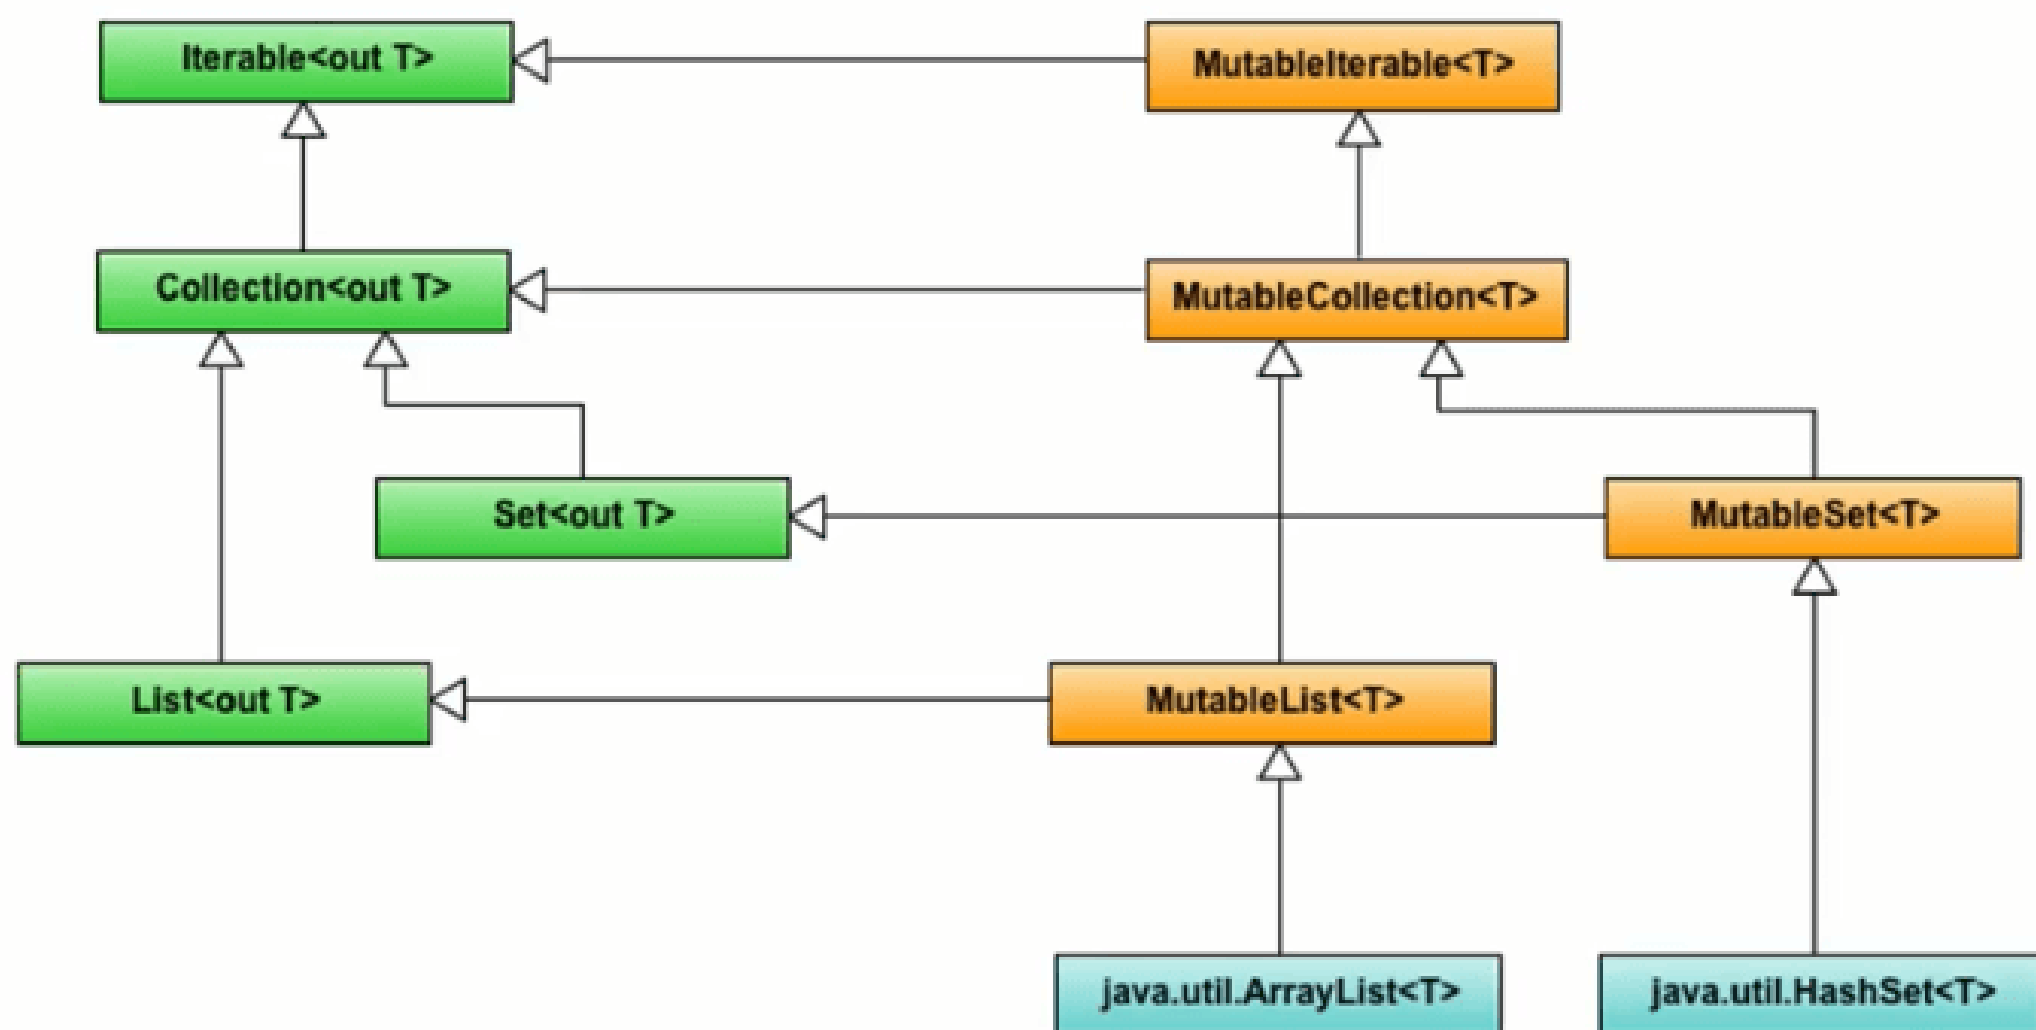 Iterable<out T>
MutableIterable<T>
Collection<out T>
MutableCollection<T>
Set<out T>
MutableSet<T>
List<out T>
MutableList<T>
java.util.ArrayList<T>
java.util.HashSet<T>